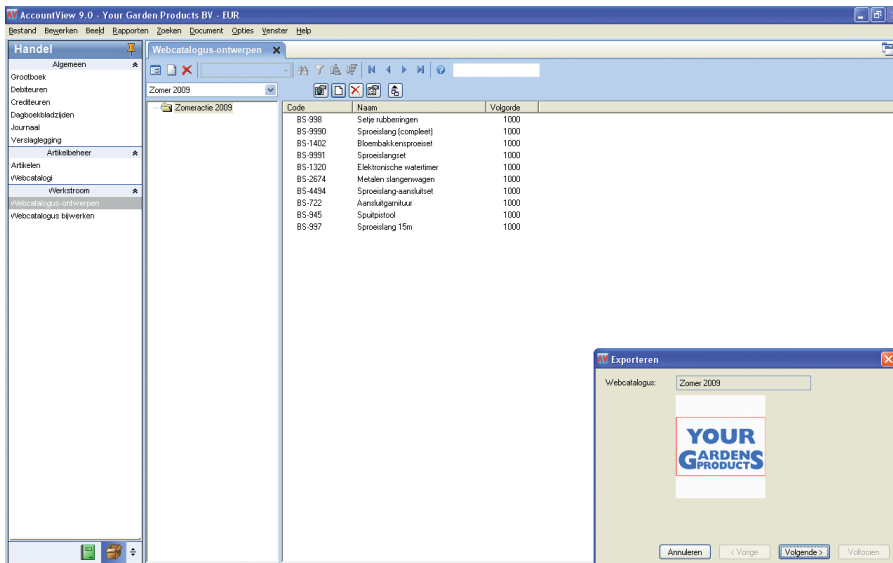 AccountView 9.0 - Your Garden Products BV - EUR
Bestand Bewerken Beeld Rapporten Zoeken Document Opties Venster Help
Handel
Algemeen
Grootboek
Debiteuren
Crediteuren
Dagboekbladzijden
Journaal
Verslaglegging
Artikelbeheer
Artikelen
Webcatalogi
Werkstroom
Webcatalogus-ontwerpen
Webcatalogus bijwerken
Webcatalogus-ontwerpen
Zomer 2009
Zomeractie 2009
Code Naam Volgorde
BS-998 Setje rubberringen 1000
BS-9990 Sproeislang (compleet) 1000
BS-1402 Bloembakkensproeiset 1000
BS-9991 Sproeislangset 1000
BS-1320 Elektronische watertimer 1000
BS-2674 Metalen slangenwagen 1000
BS-4494 Sproeislang-aansluitset 1000
BS-722 Aansluitgarnituur 1000
BS-945 Spuitpistool 1000
BS-997 Sproeislang 15m 1000
Exporteren
Webcatalogus: Zomer 2009
YOUR
GARDENS
PRODUCTS
Annuleren < Vorige Volgende > Voltooien